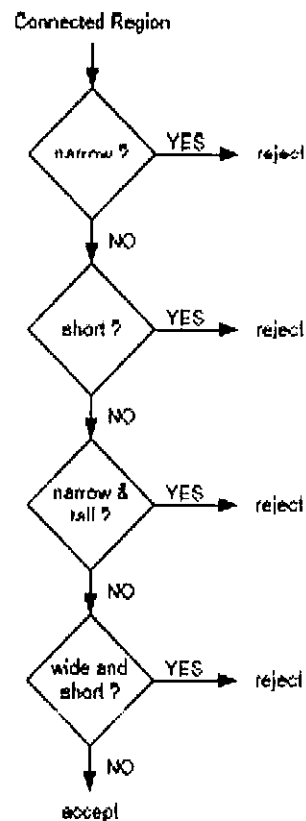 Connected Region
narrow ?
YES
reject
NO
short ?
YES
reject
NO
narrow &
tall ?
YES
reject
NO
wide and
short ?
YES
reject
NO
accept